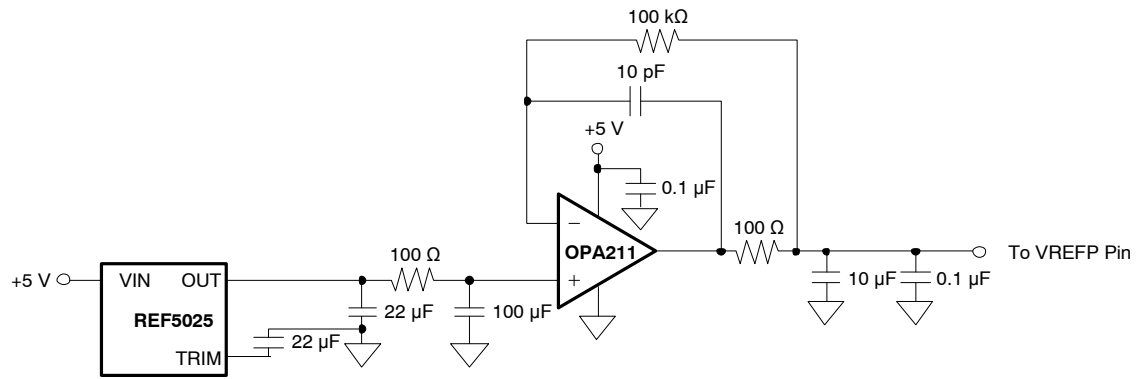 100 kΩ
10 pF
+5 V
0.1 µF
100 Ω
OPA211
−
+
To VREFP Pin
10 µF
0.1 µF
100 Ω
+5 V
VIN
OUT
REF5025
TRIM
22 µF
22 µF
100 µF